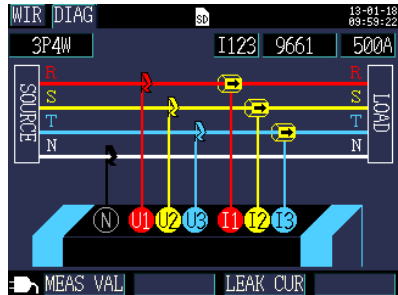 WIR DIAG SD 13-01-18
09:59:22
3P4W I123 9661 500A
R R
S S
T T
N N
SOURCE LOAD
N U1 U2 U3 I1 I2 I3
MEAS VAL LEAK CUR